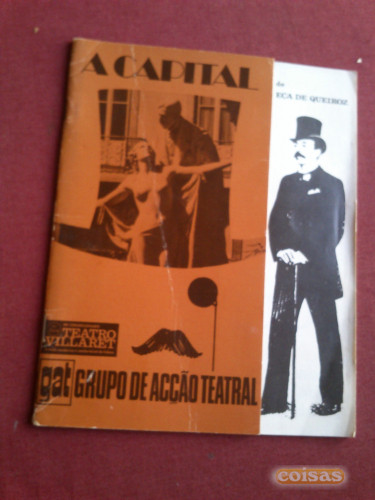 A CAPITAL
de
EÇA DE QUEIROZ
TEATRO
VILLARET
gat GRUPO DE ACÇÃO TEATRAL
coisas